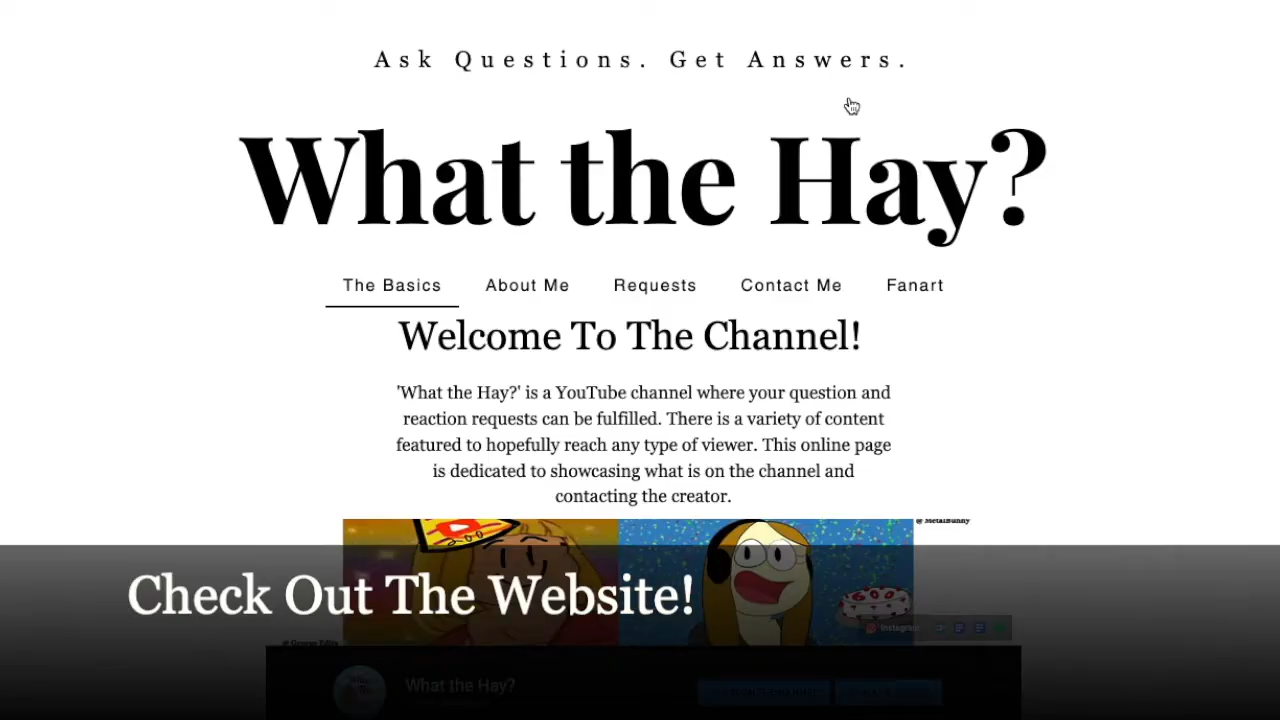 Ask Questions. Get Answers.
What the Hay?
The Basics About Me Requests Contact Me Fanart
Welcome To The Channel!
'What the Hay?' is a YouTube channel where your question and
reaction requests can be fulfilled. There is a variety of content
featured to hopefully reach any type of viewer. This online page
is dedicated to showcasing what is on the channel and
contacting the creator.
@ MetalBunny
600
Check Out The Website!
Instagram
What the Hay?